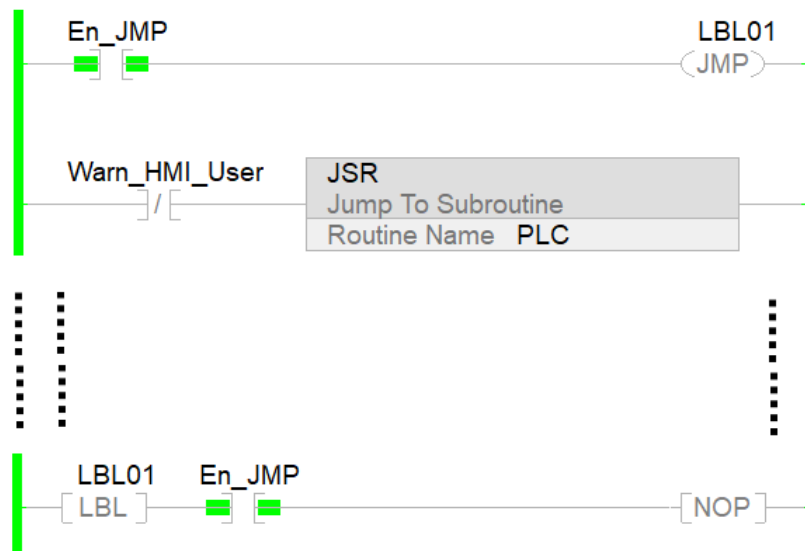 En_JMP LBL01
JMP
Warn_HMI_User JSR
/ Jump To Subroutine
Routine Name PLC
LBL01 En_JMP
LBL NOP